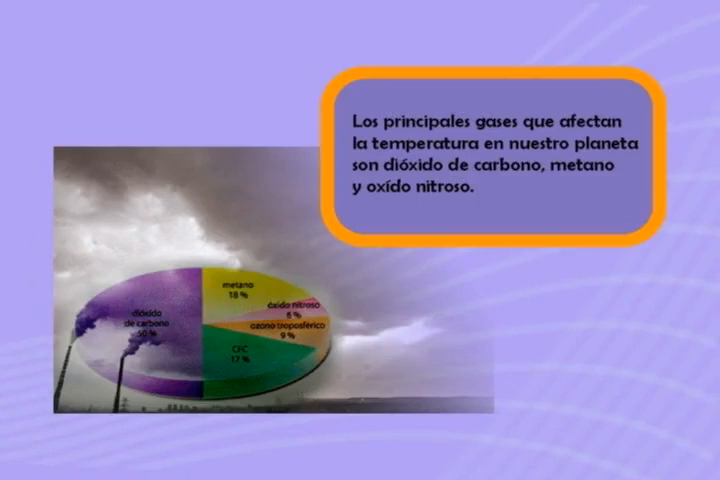 Los principales gases que afectan
la temperatura en nuestro planeta
son dióxido de carbono, metano
y oxído nitroso.
metano
18 %
óxido nitroso
6 %
dióxido
de carbono
50 %
ozono troposférico
9 %
CFC
17 %